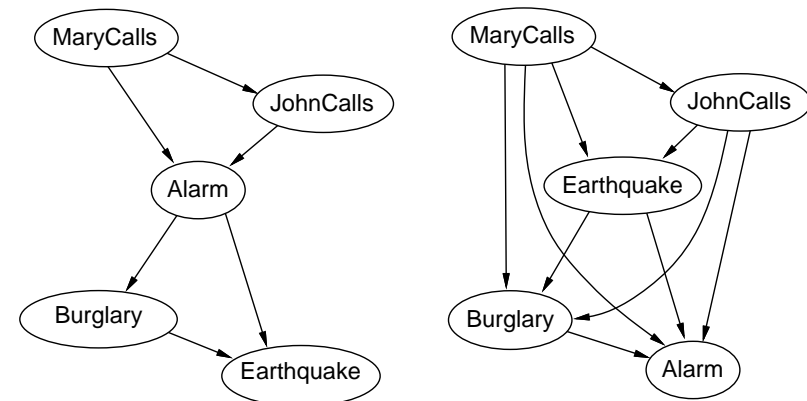 MaryCalls
JohnCalls
Alarm
Burglary
Earthquake
MaryCalls
JohnCalls
Earthquake
Burglary
Alarm